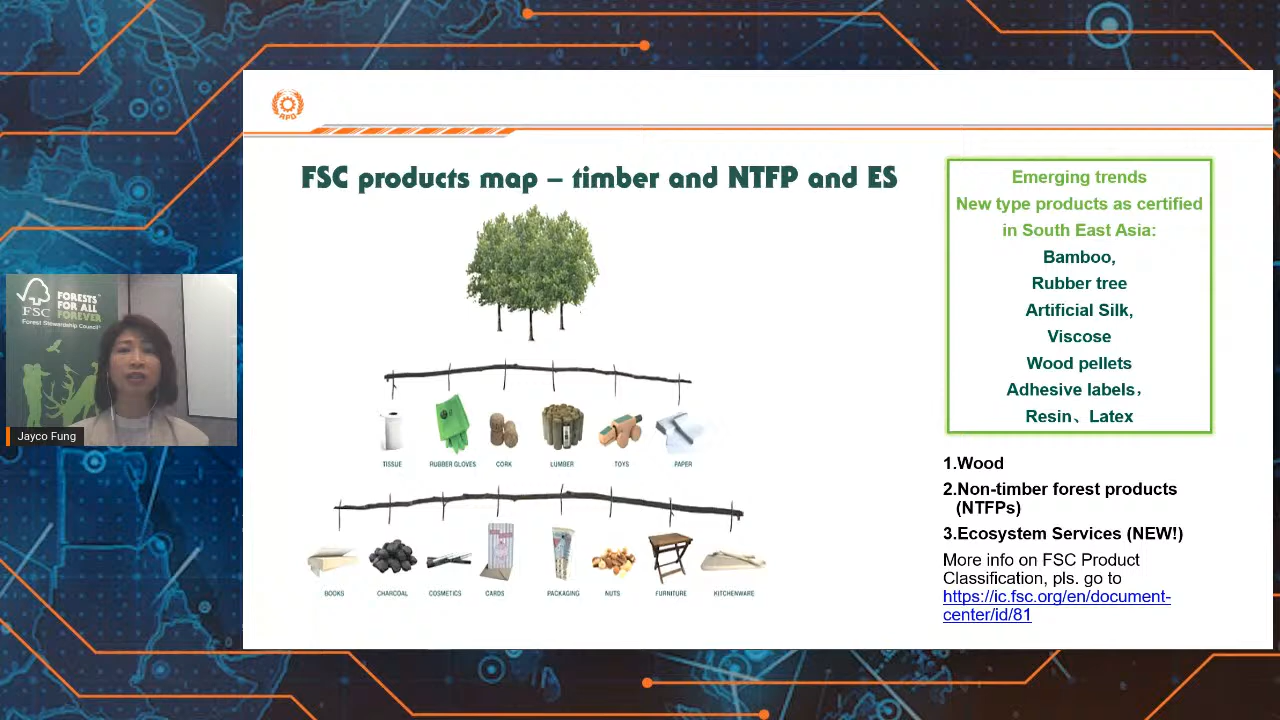 APO
FSC products map – timber and NTFP and ES
Emerging trends
New type products as certified
in South East Asia:
Bamboo,
Rubber tree
Artificial Silk,
Viscose
Wood pellets
Adhesive labels，
Resin、Latex
FORESTS™
FOR ALL
FOREVER
FSC
Forest Stewardship Council®
Jayco Fung
TISSUE
RUBBER GLOVES
CORK
LUMBER
TOYS
PAPER
BOOKS
CHARCOAL
COSMETICS
CARDS
PACKAGING
NUTS
FURNITURE
KITCHENWARE
1.Wood
2.Non-timber forest products
(NTFPs)
3.Ecosystem Services (NEW!)
More info on FSC Product
Classification, pls. go to
https://ic.fsc.org/en/document-
center/id/81